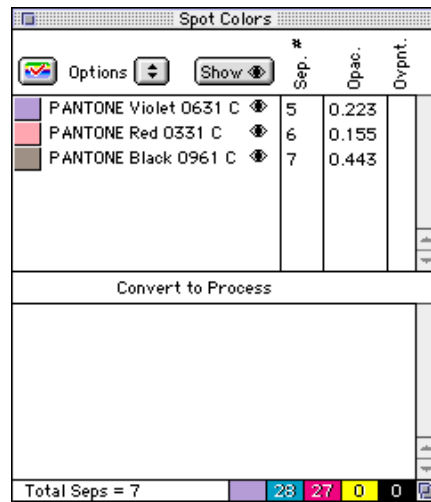 Spot Colors
Options Show Sep. # Opac. Ovpnt.
PANTONE Violet 0631 C 5 0.223
PANTONE Red 0331 C 6 0.155
PANTONE Black 0961 C 7 0.443
Convert to Process
Total Seps = 7 28 27 0 0